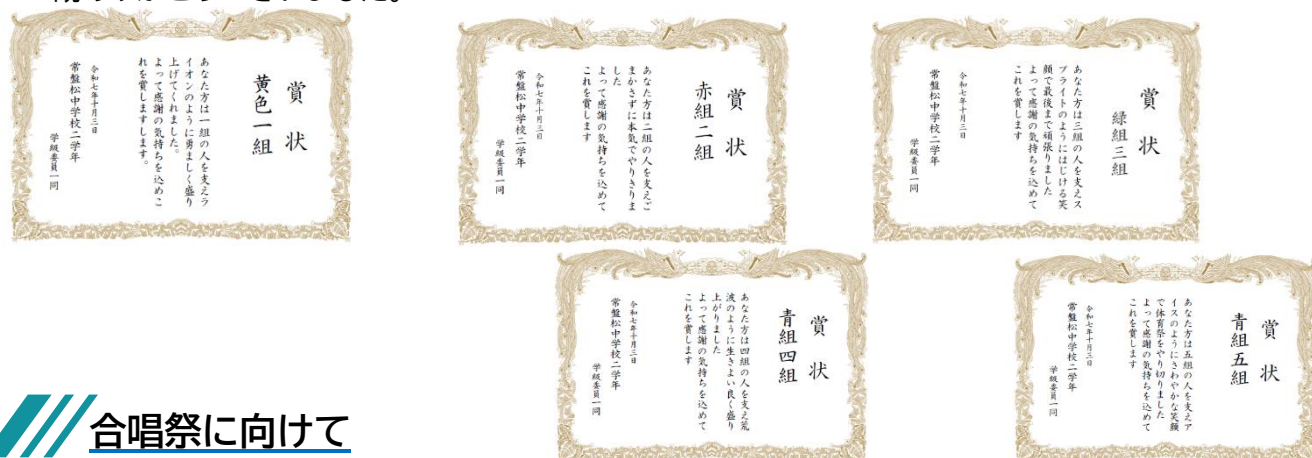 賞状
黄色一組
あなた方は一組の人を支えラ
イオンのように勇ましく盛り
上げてくれました。
よって感謝の気持ちを込めこ
れを賞しますします。
令和七年十月三日
常盤松中学校二学年
学級委員一同
賞状
赤組二組
あなた方は二組の人を支えご
まかさずに本気でやりきりま
した
よって感謝の気持ちを込めて
これを賞します
令和七年十月三日
常盤松中学校二学年
学級委員一同
賞状
緑組三組
あなた方は三組の人を支えス
プライトのようにはじける笑
顔で最後まで頑張りました
よって感謝の気持ちを込めて
これを賞します
令和七年十月三日
常盤松中学校二学年
学級委員一同
賞状
青組四組
あなた方は四組の人を支え荒
波のように生きよい良く盛り
上がりました
よって感謝の気持ちを込めて
これを賞します
令和七年十月三日
常盤松中学校二学年
学級委員一同
賞状
青組五組
あなた方は五組の人を支えア
イスのようにさわやかな笑顔
で体育祭をやり切りました
よって感謝の気持ちを込めて
これを賞します
令和七年十月三日
常盤松中学校二学年
学級委員一同
合唱祭に向けて